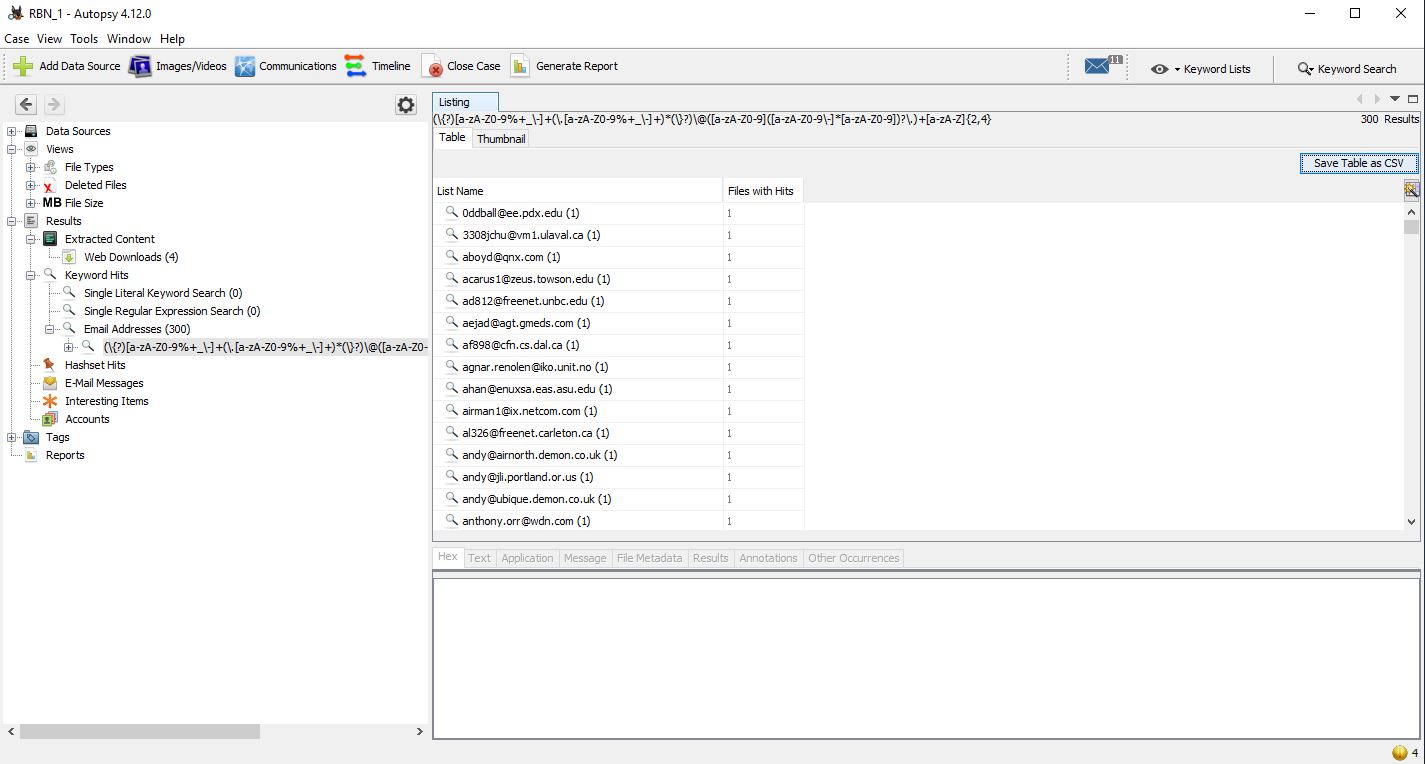 RBN_1 - Autopsy 4.12.0
Case View Tools Window Help
Add Data Source Images/Videos Communications Timeline Close Case Generate Report 11 Keyword Lists Keyword Search
Data Sources
Views
File Types
Deleted Files
MB File Size
Results
Extracted Content
Web Downloads (4)
Keyword Hits
Single Literal Keyword Search (0)
Single Regular Expression Search (0)
Email Addresses (300)
(\{?)[a-zA-Z0-9%+_\-]+(\.[a-zA-Z0-9%+_\-]+)*(\}?)\@([a-zA-Z0-
Hashset Hits
E-Mail Messages
Interesting Items
Accounts
Tags
Reports
Listing
(\{?)[a-zA-Z0-9%+_\-]+(\.[a-zA-Z0-9%+_\-]+)*(\}?)\@([a-zA-Z0-9]([a-zA-Z0-9\-]*[a-zA-Z0-9])?\.)+[a-zA-Z]{2,4} 300 Results
Table Thumbnail
Save Table as CSV
List Name Files with Hits
0ddball@ee.pdx.edu (1) 1
3308jchu@vm1.ulaval.ca (1) 1
aboyd@qnx.com (1) 1
acarus1@zeus.towson.edu (1) 1
ad812@freenet.unbc.edu (1) 1
aejad@agt.gmeds.com (1) 1
af898@cfn.cs.dal.ca (1) 1
agnar.renolen@iko.unit.no (1) 1
ahan@enuxsa.eas.asu.edu (1) 1
airman1@ix.netcom.com (1) 1
al326@freenet.carleton.ca (1) 1
andy@airnorth.demon.co.uk (1) 1
andy@jli.portland.or.us (1) 1
andy@ubique.demon.co.uk (1) 1
anthony.orr@wdn.com (1) 1
Hex Text Application Message File Metadata Results Annotations Other Occurrences
4